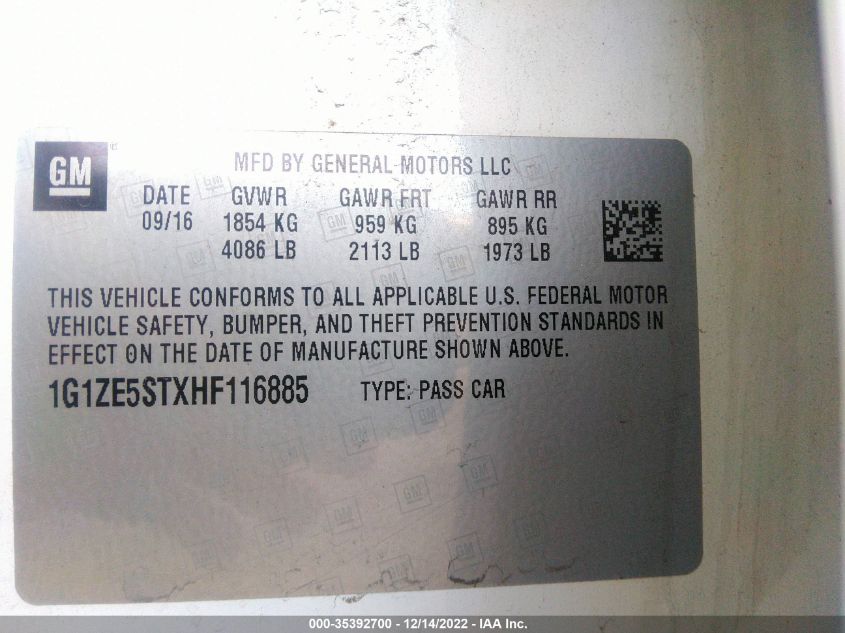 GM
MFD BY GENERAL MOTORS LLC
DATE GVWR GAWR FRT GAWR RR
09/16 1854 KG 959 KG 895 KG
4086 LB 2113 LB 1973 LB
THIS VEHICLE CONFORMS TO ALL APPLICABLE U.S. FEDERAL MOTOR
VEHICLE SAFETY, BUMPER, AND THEFT PREVENTION STANDARDS IN
EFFECT ON THE DATE OF MANUFACTURE SHOWN ABOVE.
1G1ZE5STXHF116885 TYPE: PASS CAR
000-35392700 - 12/14/2022 - IAA Inc.